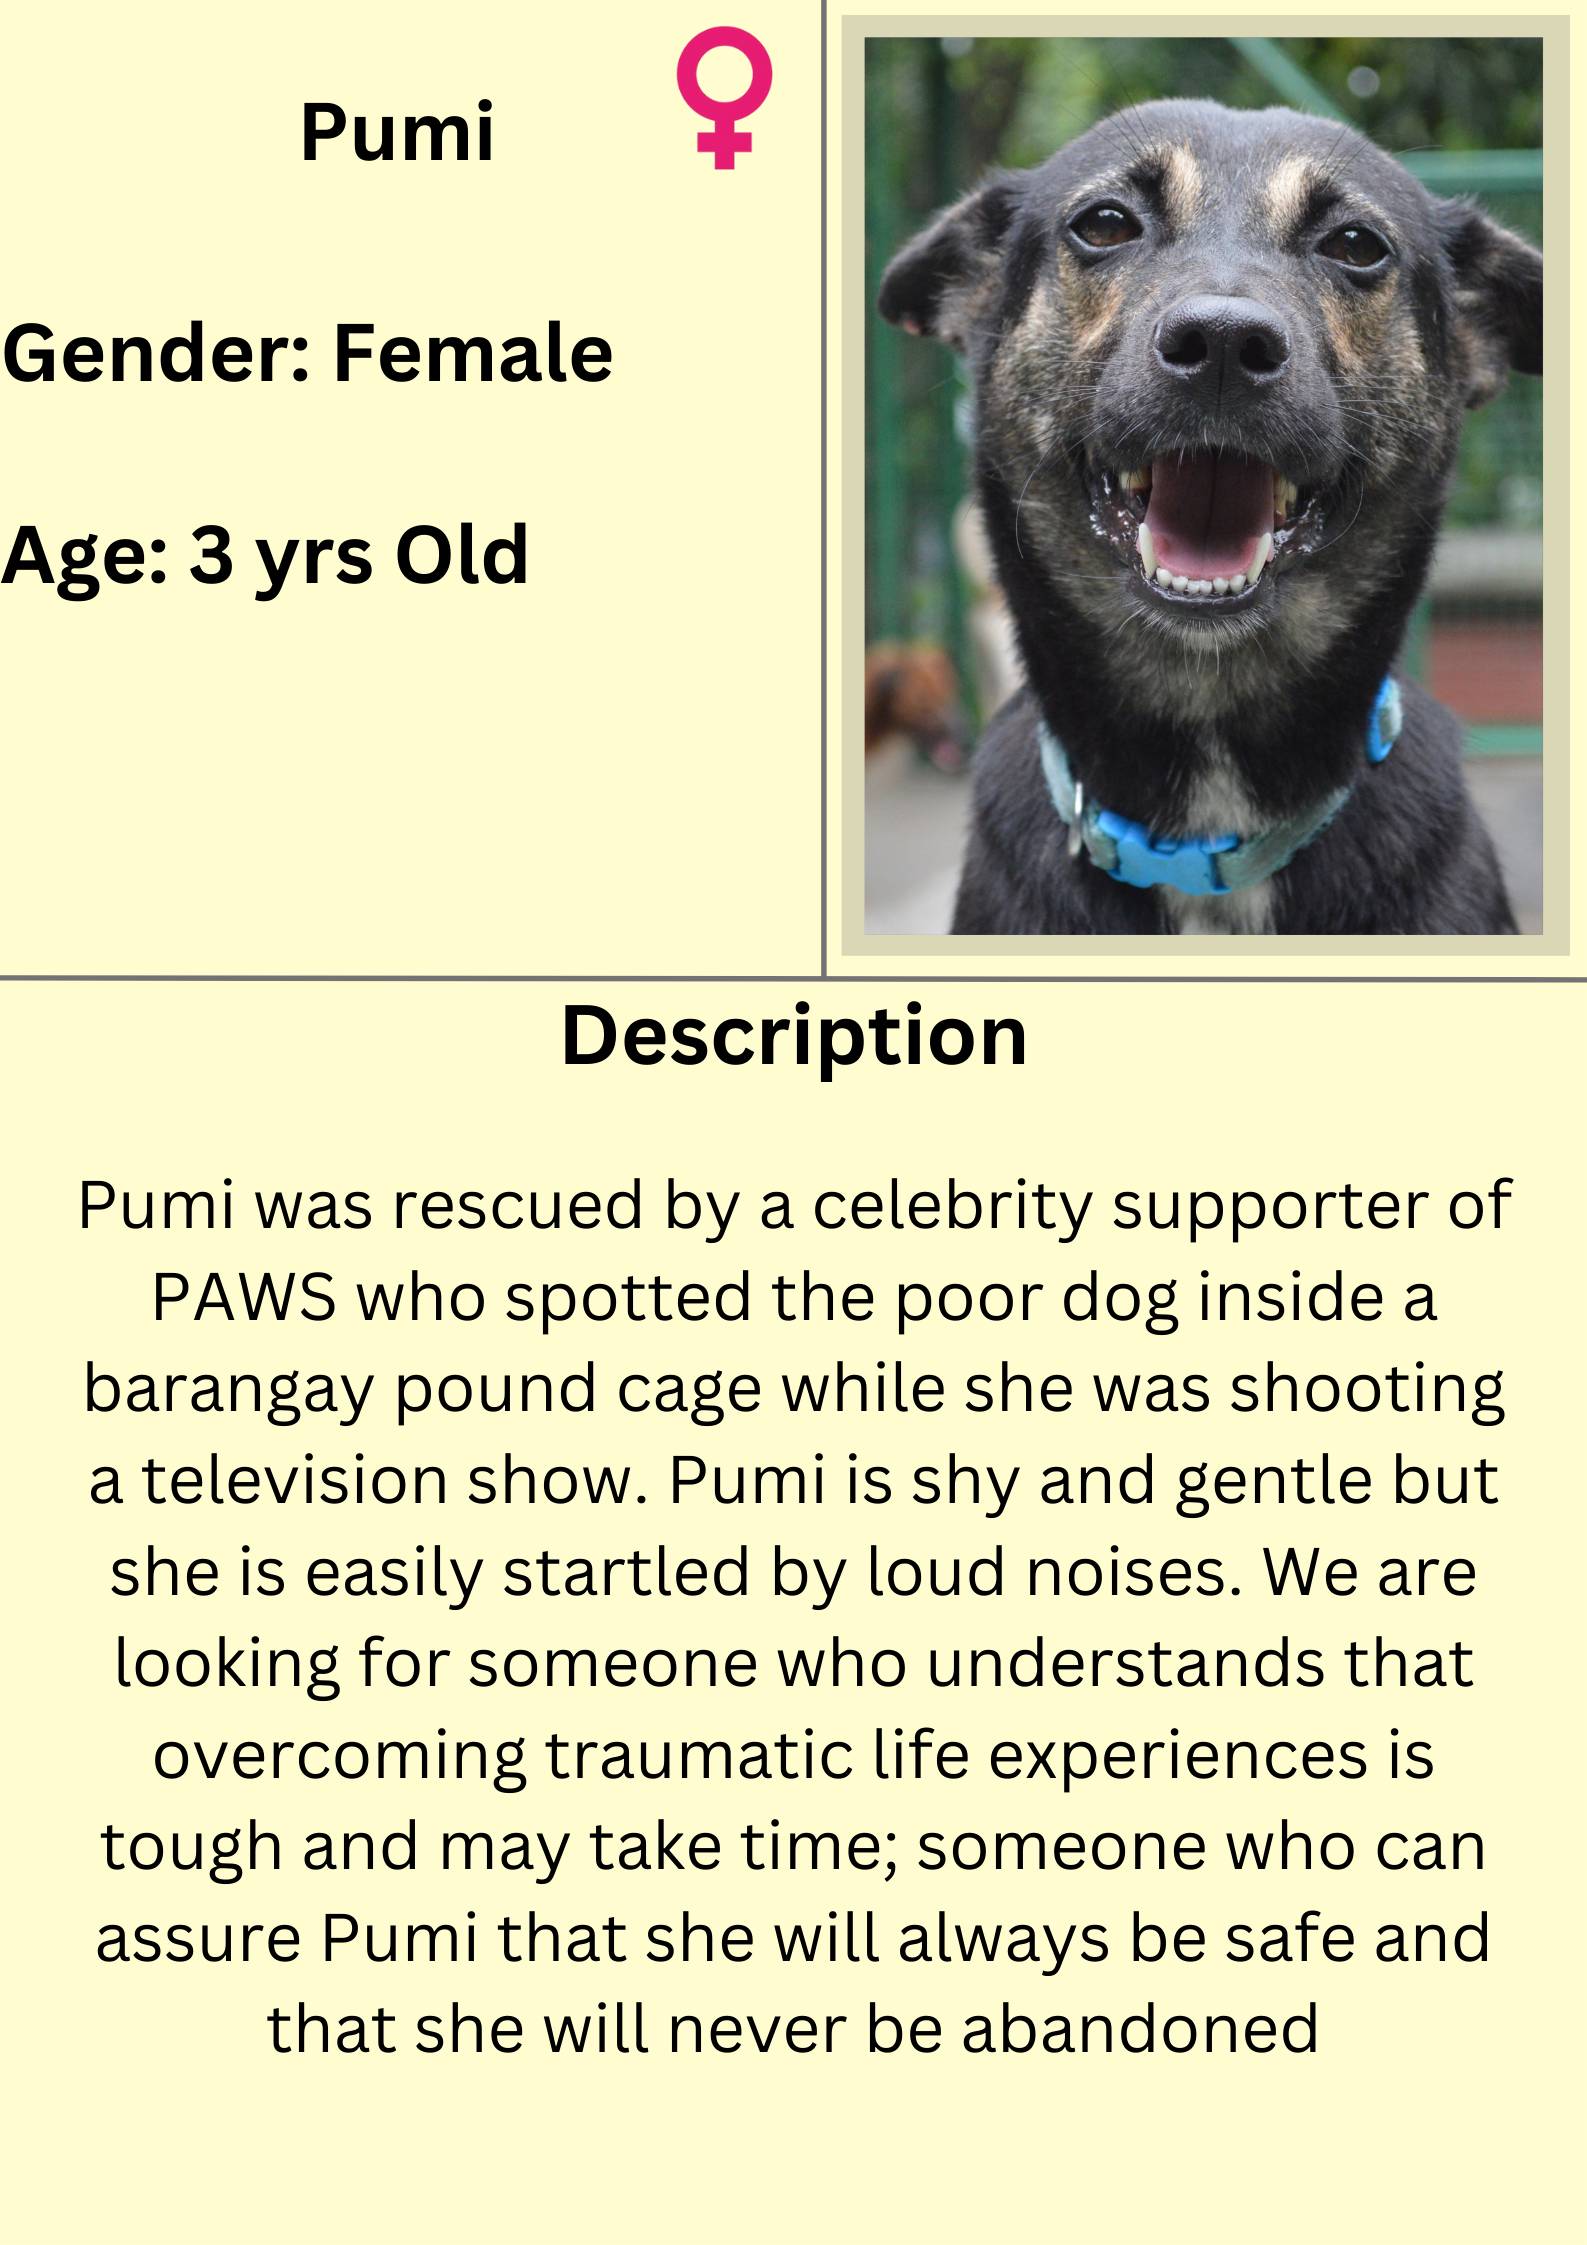 Pumi
Gender: Female
Age: 3 yrs Old
Description
Pumi was rescued by a celebrity supporter of
PAWS who spotted the poor dog inside a
barangay pound cage while she was shooting
a television show. Pumi is shy and gentle but
she is easily startled by loud noises. We are
looking for someone who understands that
overcoming traumatic life experiences is
tough and may take time; someone who can
assure Pumi that she will always be safe and
that she will never be abandoned